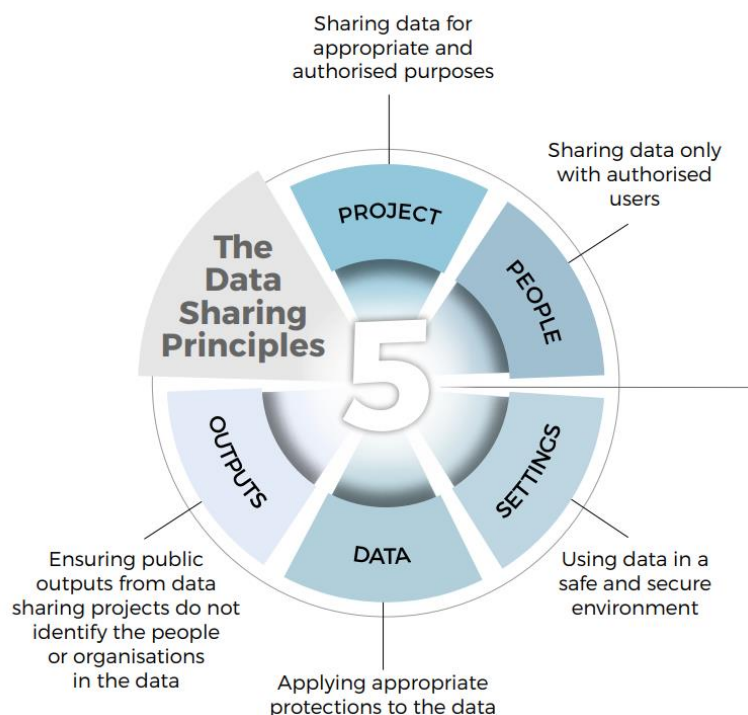 Sharing data for
appropriate and
authorised purposes
Sharing data only
with authorised
users
The
Data
Sharing
Principles
PROJECT
PEOPLE
5
OUTPUTS
SETTINGS
DATA
Ensuring public
outputs from data
sharing projects do not
identify the people
or organisations
in the data
Using data in a
safe and secure
environment
Applying appropriate
protections to the data